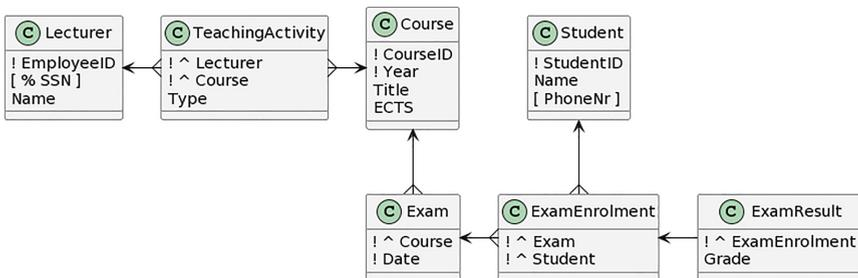 C Lecturer
! EmployeeID
[ % SSN ]
Name
C TeachingActivity
! ^ Lecturer
! ^ Course
Type
C Course
! CourseID
! Year
Title
ECTS
C Student
! StudentID
Name
[ PhoneNr ]
C Exam
! ^ Course
! Date
C ExamEnrolment
! ^ Exam
! ^ Student
C ExamResult
! ^ ExamEnrolment
Grade